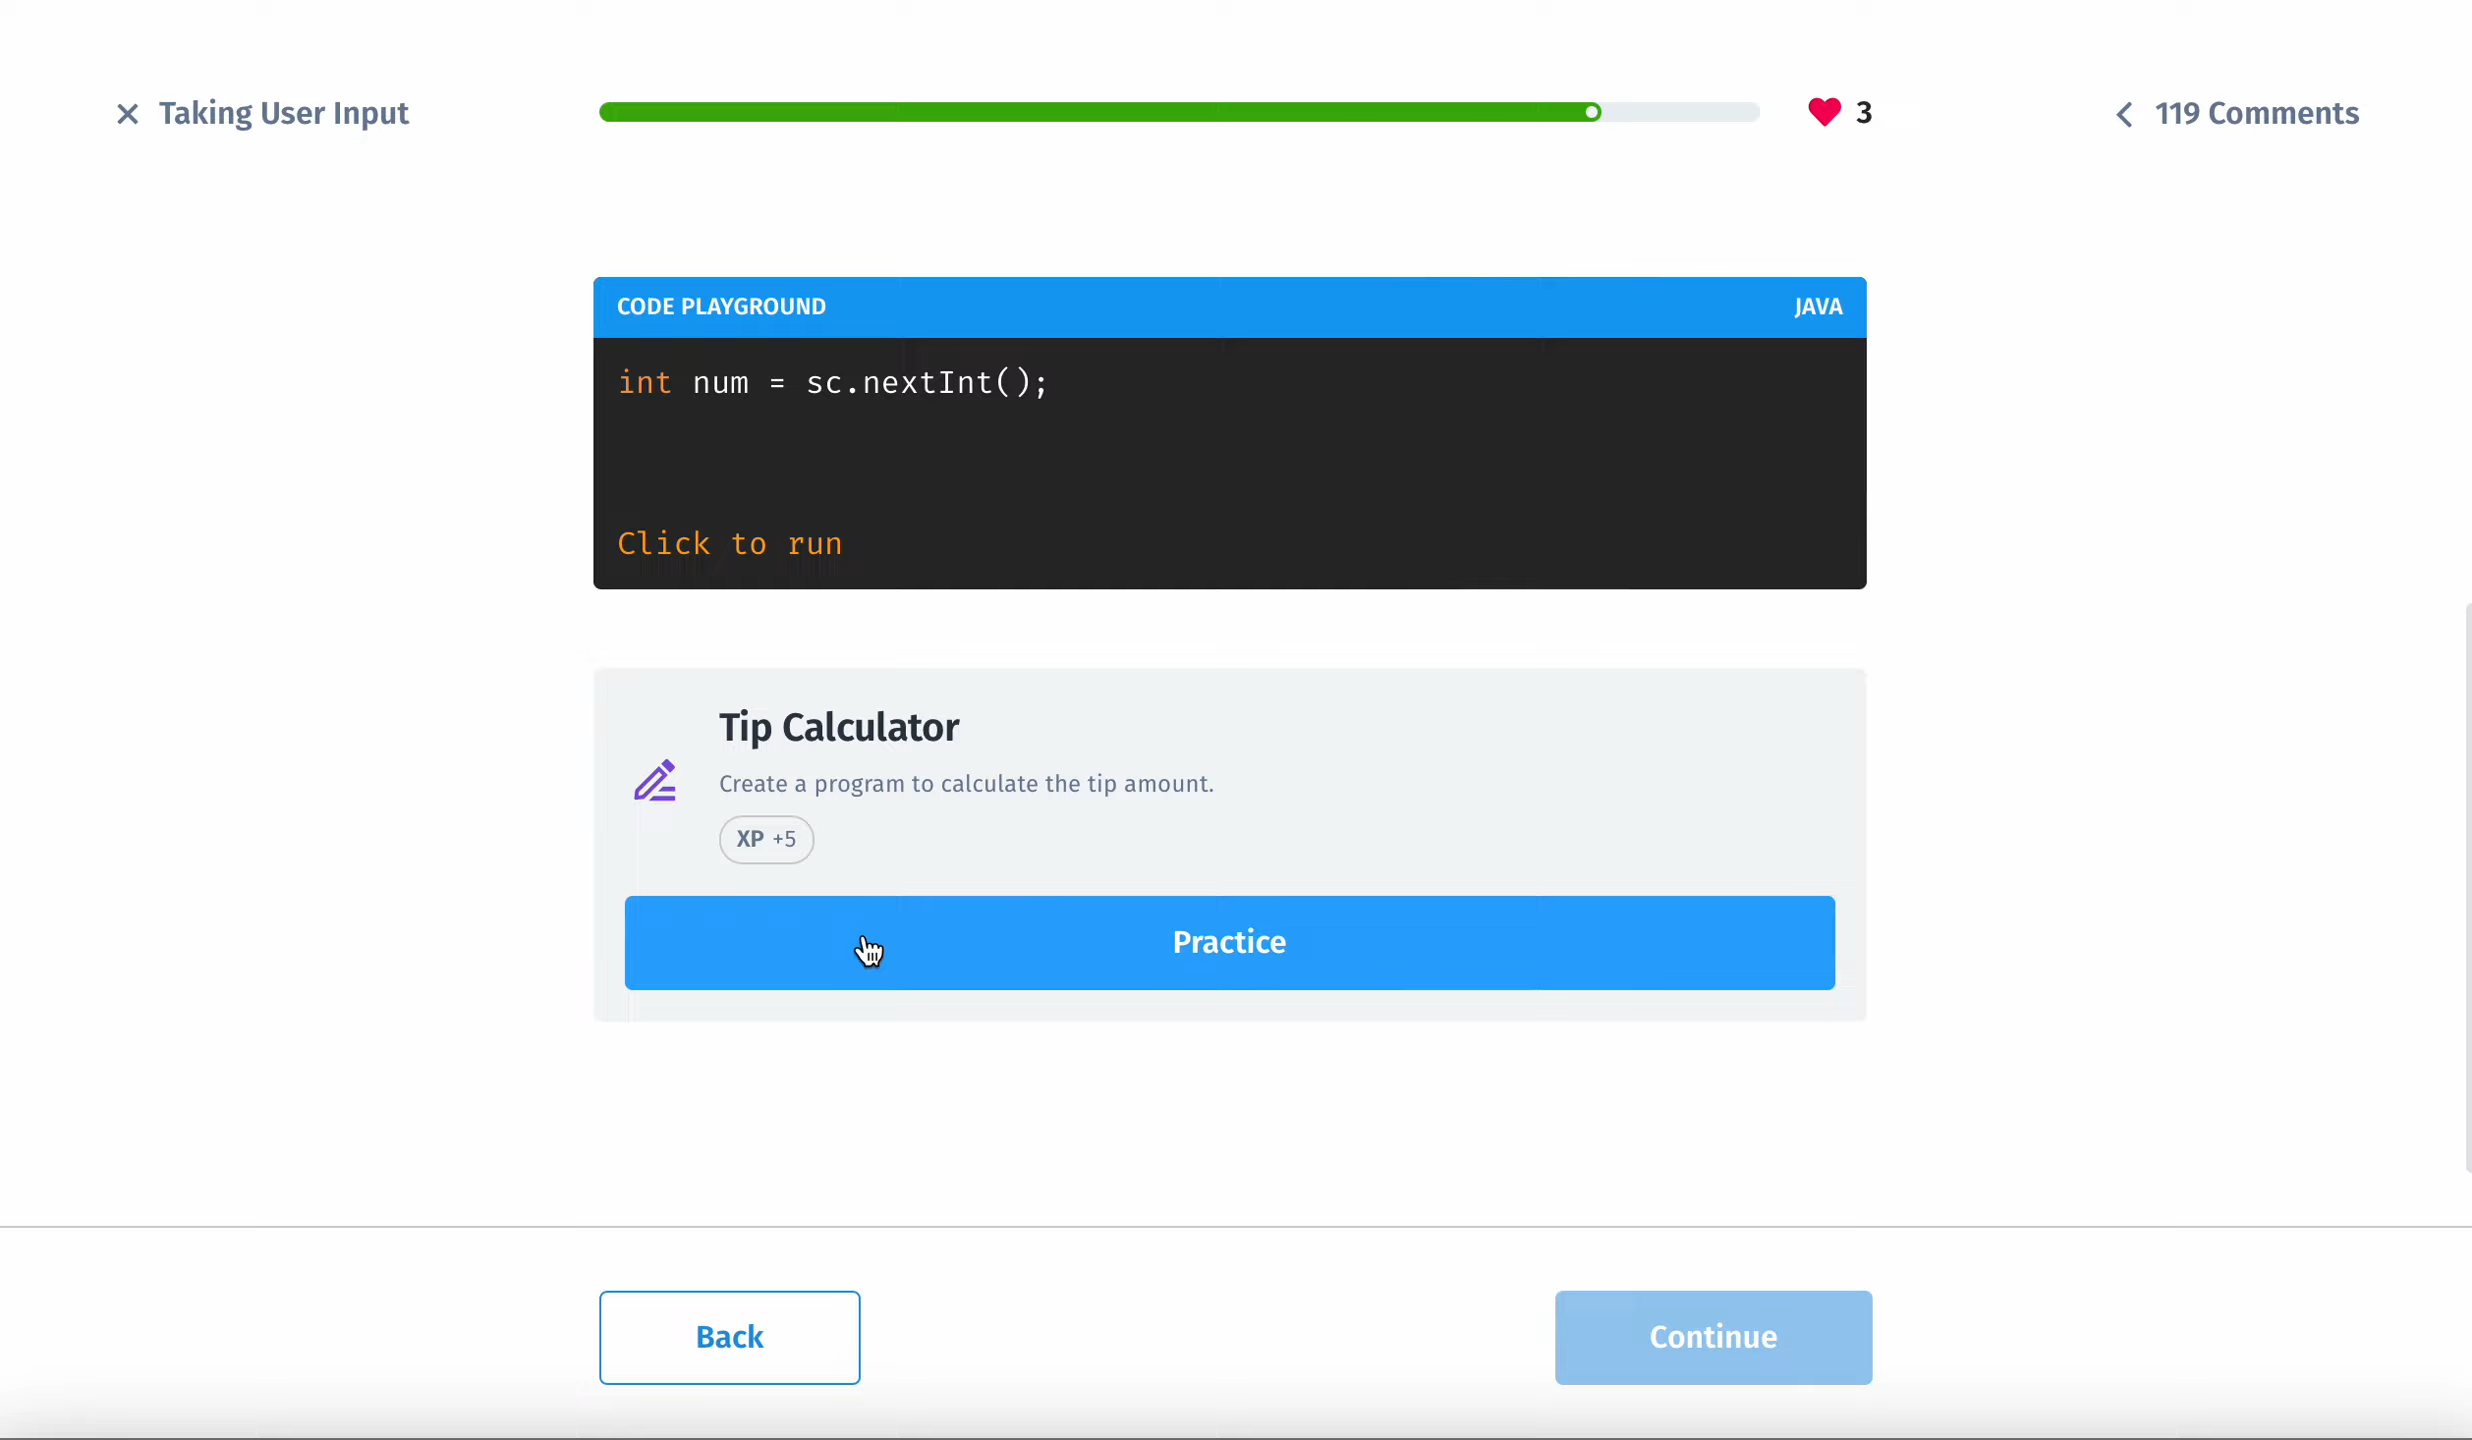 Taking User Input
3
119 Comments
CODE PLAYGROUND
JAVA
int num = sc.nextInt();
Click to run
Tip Calculator
Create a program to calculate the tip amount.
XP +5
Practice
Back
Continue